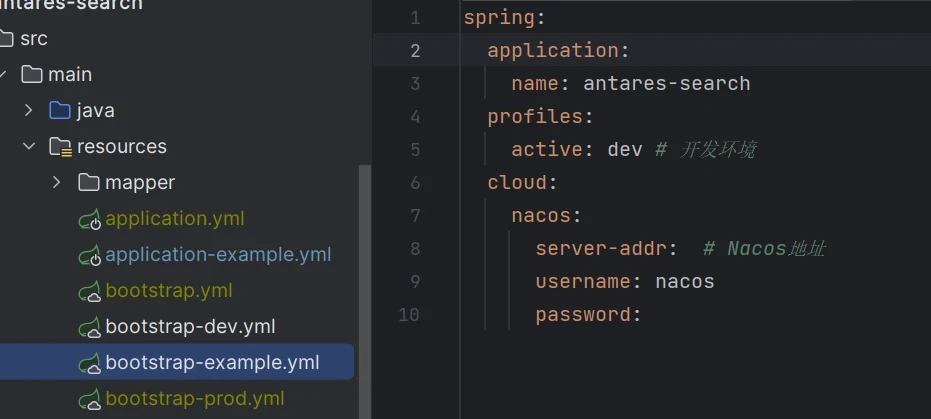 antares-search
src
main
java
resources
mapper
application.yml
application-example.yml
bootstrap.yml
bootstrap-dev.yml
bootstrap-example.yml
bootstrap-prod.yml
1 spring:
2 application:
3 name: antares-search
4 profiles:
5 active: dev # 开发环境
6 cloud:
7 nacos:
8 server-addr: # Nacos地址
9 username: nacos
10 password: